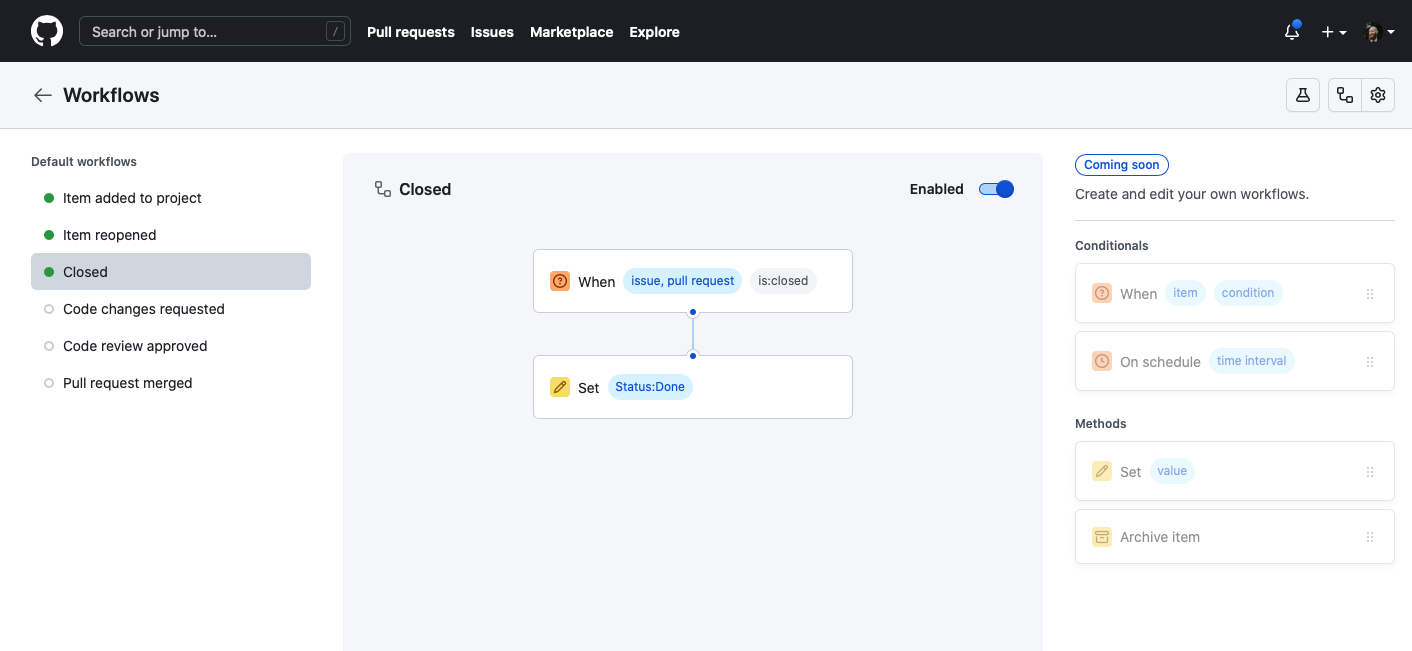 Search or jump to... /
Pull requests Issues Marketplace Explore
Workflows
Default workflows
Item added to project
Item reopened
Closed
Code changes requested
Code review approved
Pull request merged
Closed Enabled
When issue, pull request is:closed
Set Status:Done
Coming soon
Create and edit your own workflows.
Conditionals
When item condition
On schedule time interval
Methods
Set value
Archive item